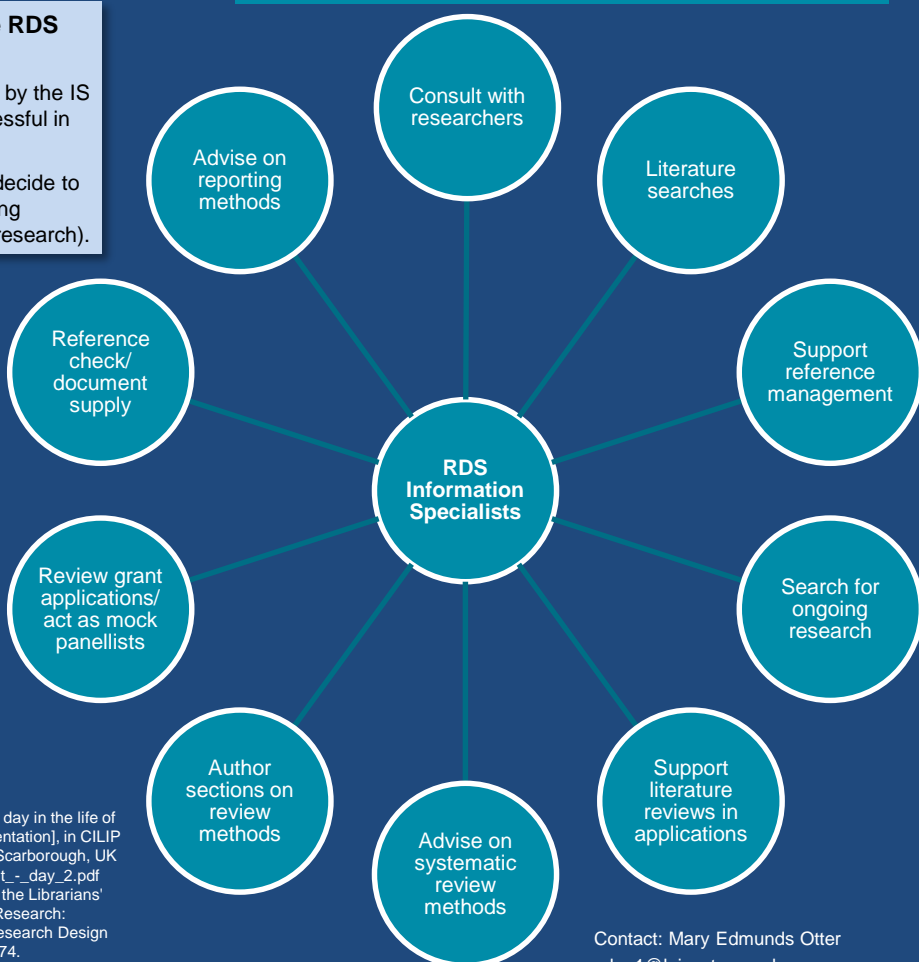 RDS
by the IS
essful in
decide to
ing
research).
Consult with
researchers
Literature
searches
Support
reference
management
Search for
ongoing
research
Support
literature
reviews in
applications
Advise on
systematic
review
methods
Author
sections on
review
methods
Review grant
applications/
act as mock
panellists
Reference
check/
document
supply
Advise on
reporting
methods
RDS
Information
Specialists
day in the life of
entation], in CILIP
Scarborough, UK
t_-_day_2.pdf
the Librarians'
Research:
esearch Design
74.
Contact: Mary Edmunds Otter